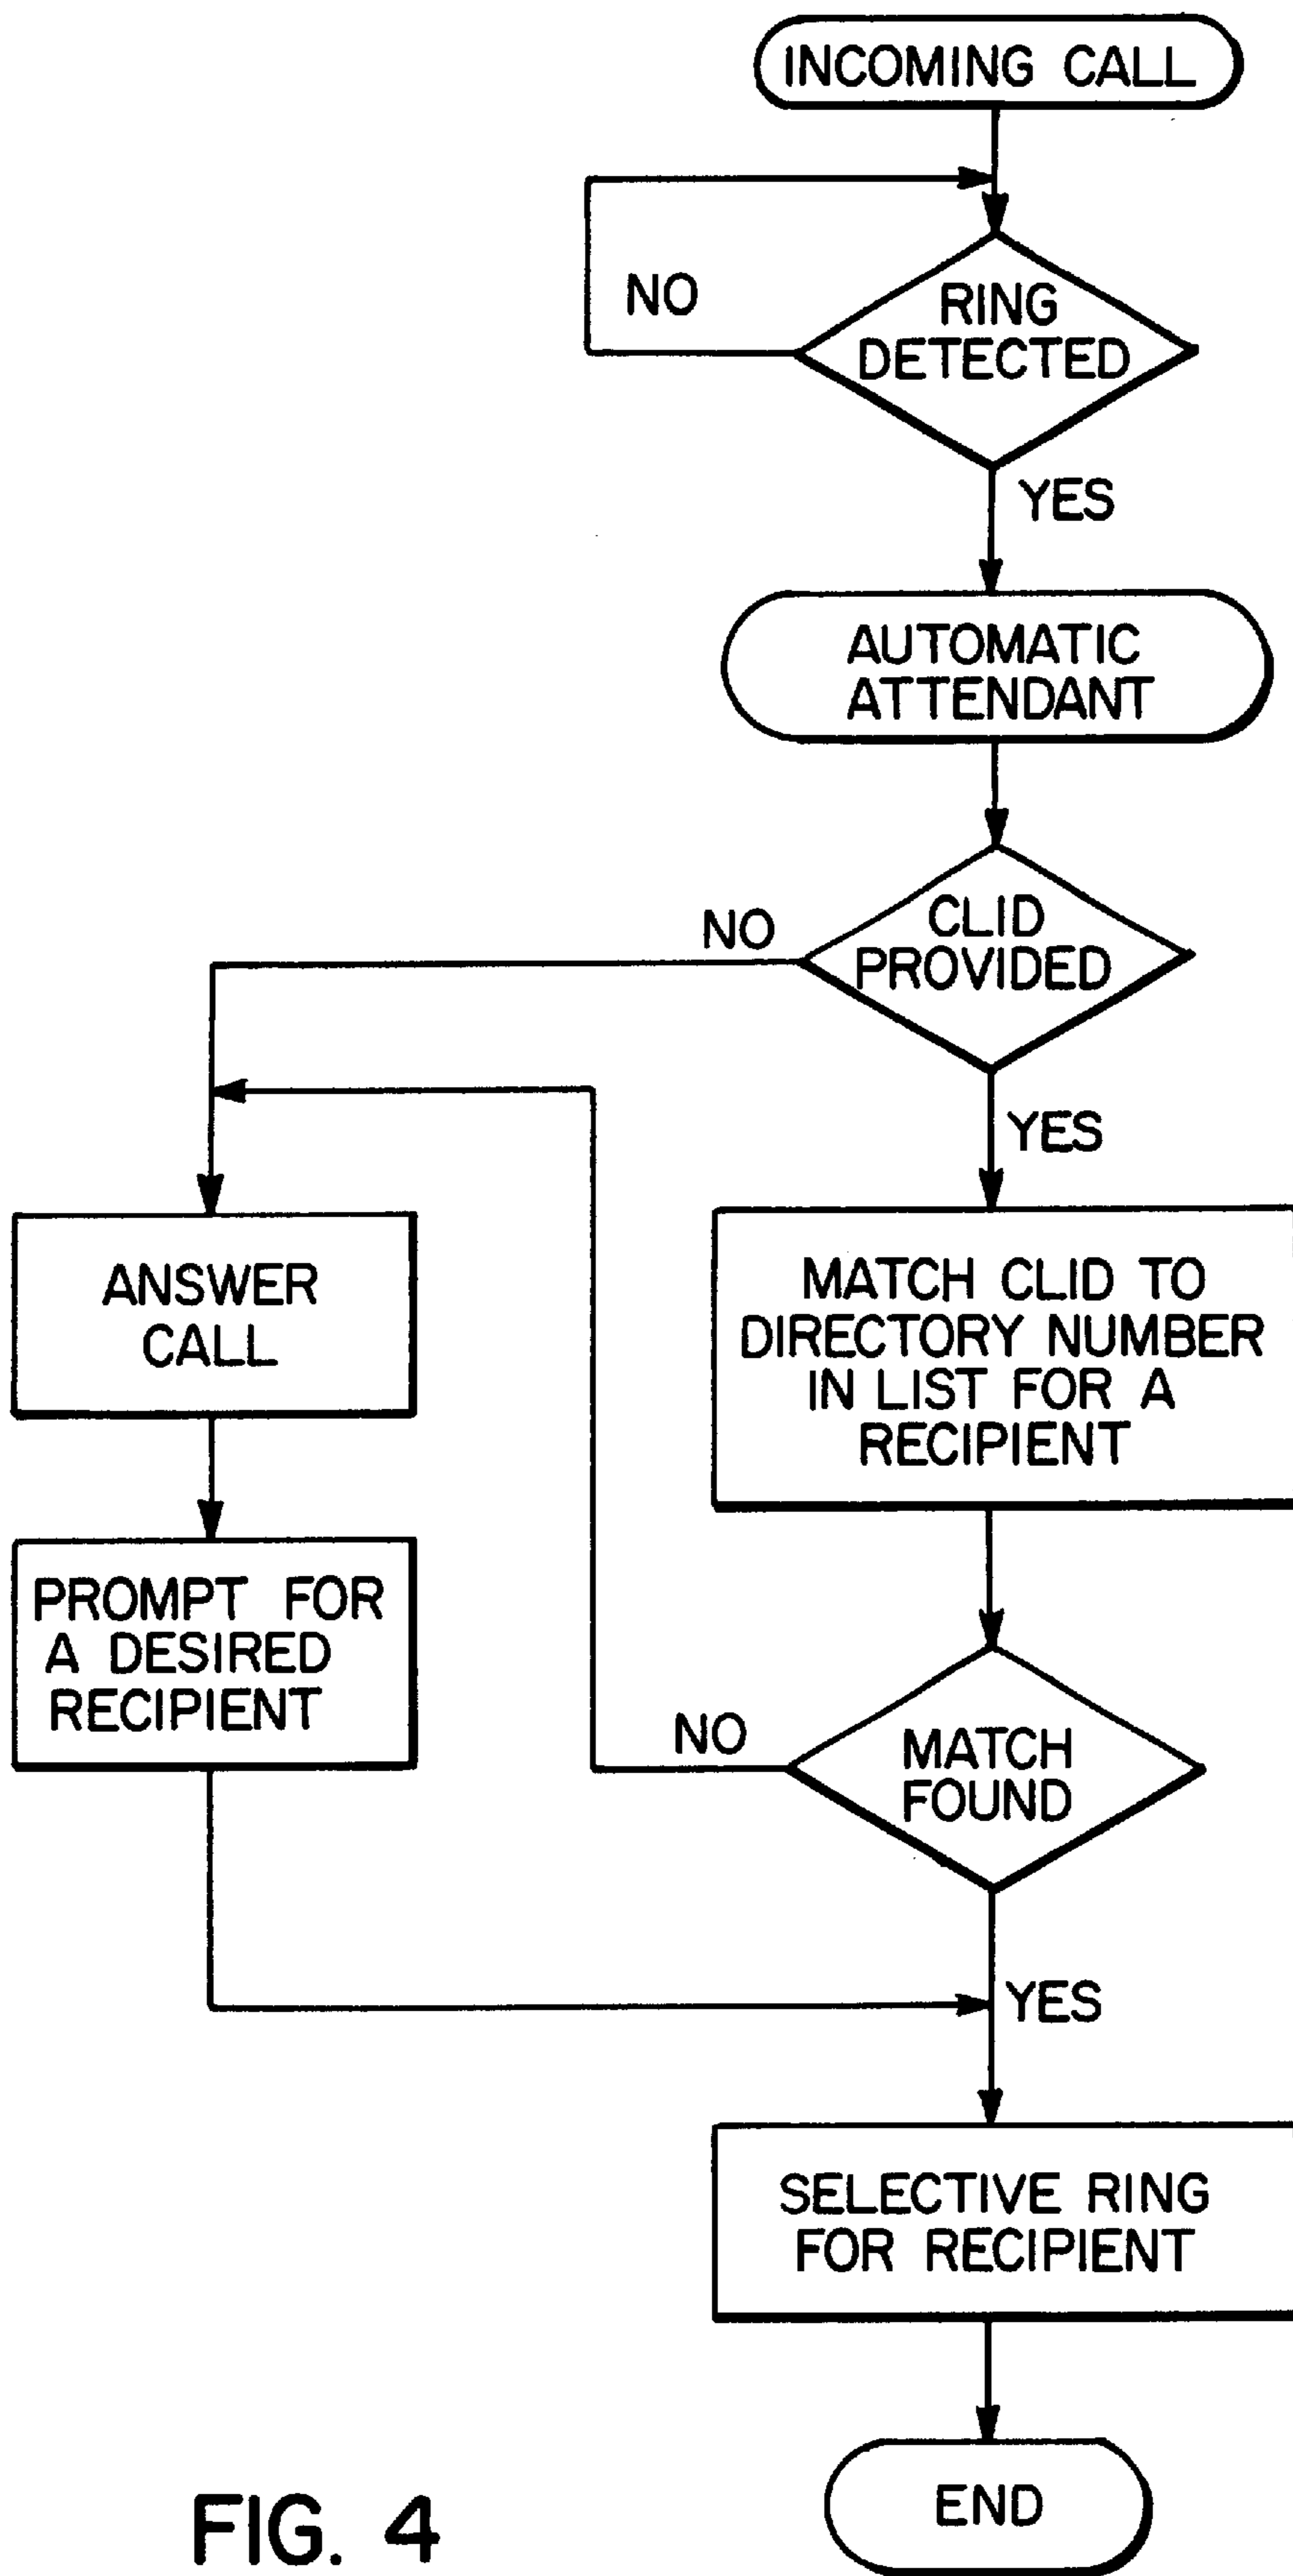 INCOMING CALL
NO
RING
DETECTED
YES
AUTOMATIC
ATTENDANT
NO
CLID
PROVIDED
YES
ANSWER
CALL
MATCH CLID TO
DIRECTORY NUMBER
IN LIST FOR A
RECIPIENT
PROMPT FOR
A DESIRED
RECIPIENT
NO
MATCH
FOUND
YES
SELECTIVE RING
FOR RECIPIENT
END
FIG. 4